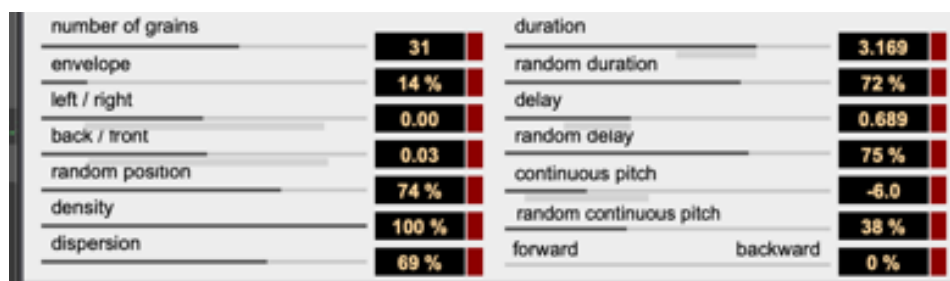 number of grains
31
envelope
14 %
left / right
0.00
back / front
0.03
random position
74 %
density
100 %
dispersion
69 %
duration
3.169
random duration
72 %
delay
0.689
random delay
75 %
continuous pitch
-6.0
random continuous pitch
38 %
forward backward
0 %